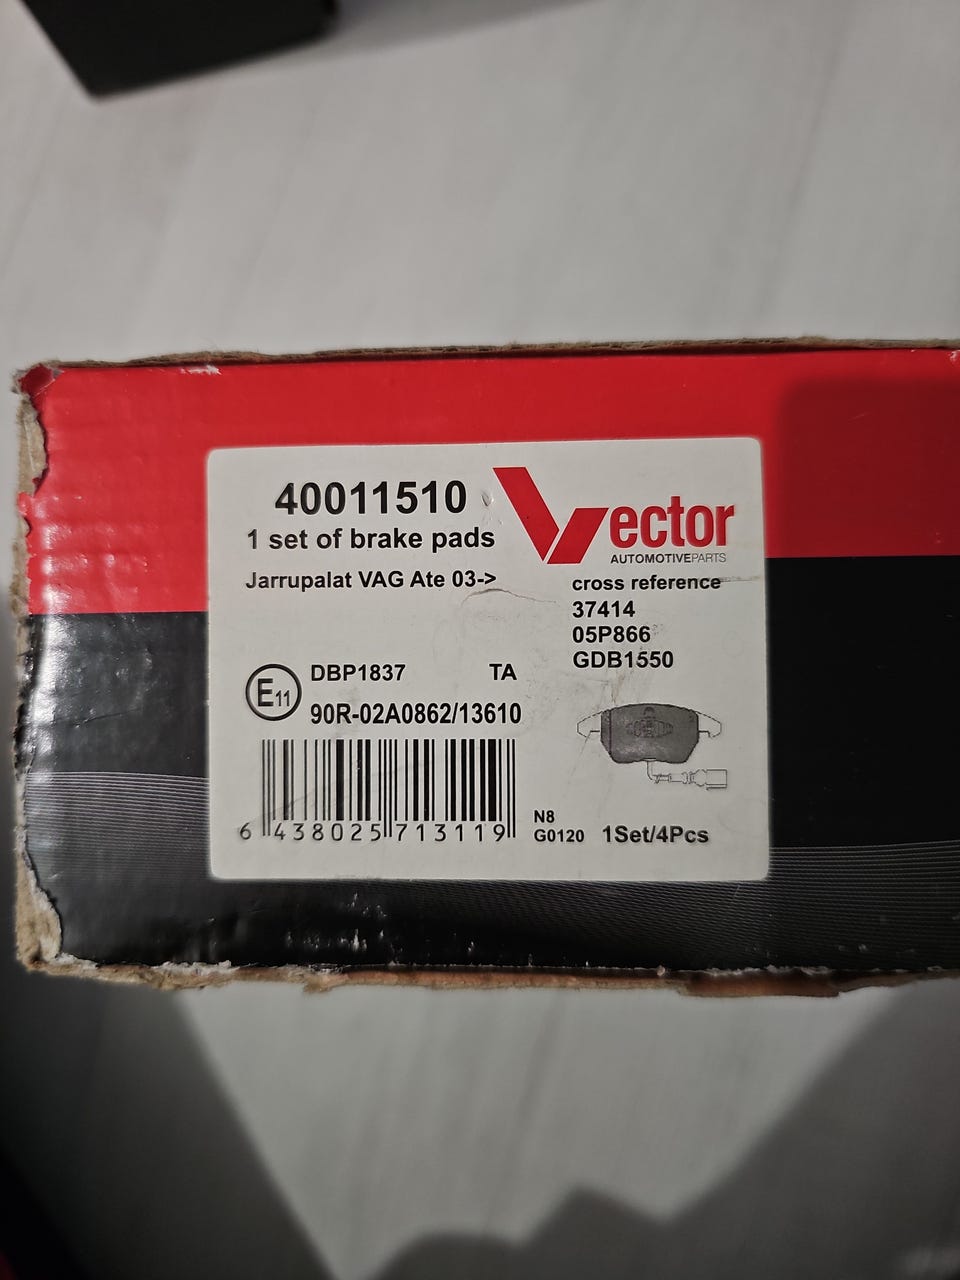 40011510
1 set of brake pads
Jarrupalat VAG Ate 03->
Vector
AUTOMOTIVEPARTS
cross reference
37414
05P866
GDB1550
E11
DBP1837 TA
90R-02A0862/13610
6 438025 713119
N8
G0120 1Set/4Pcs